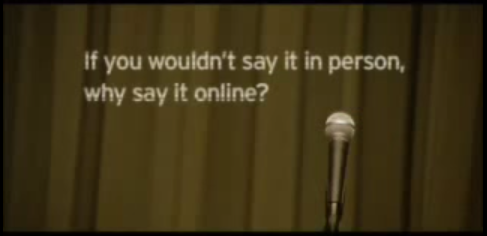 If you wouldn't say it in person,
why say it online?